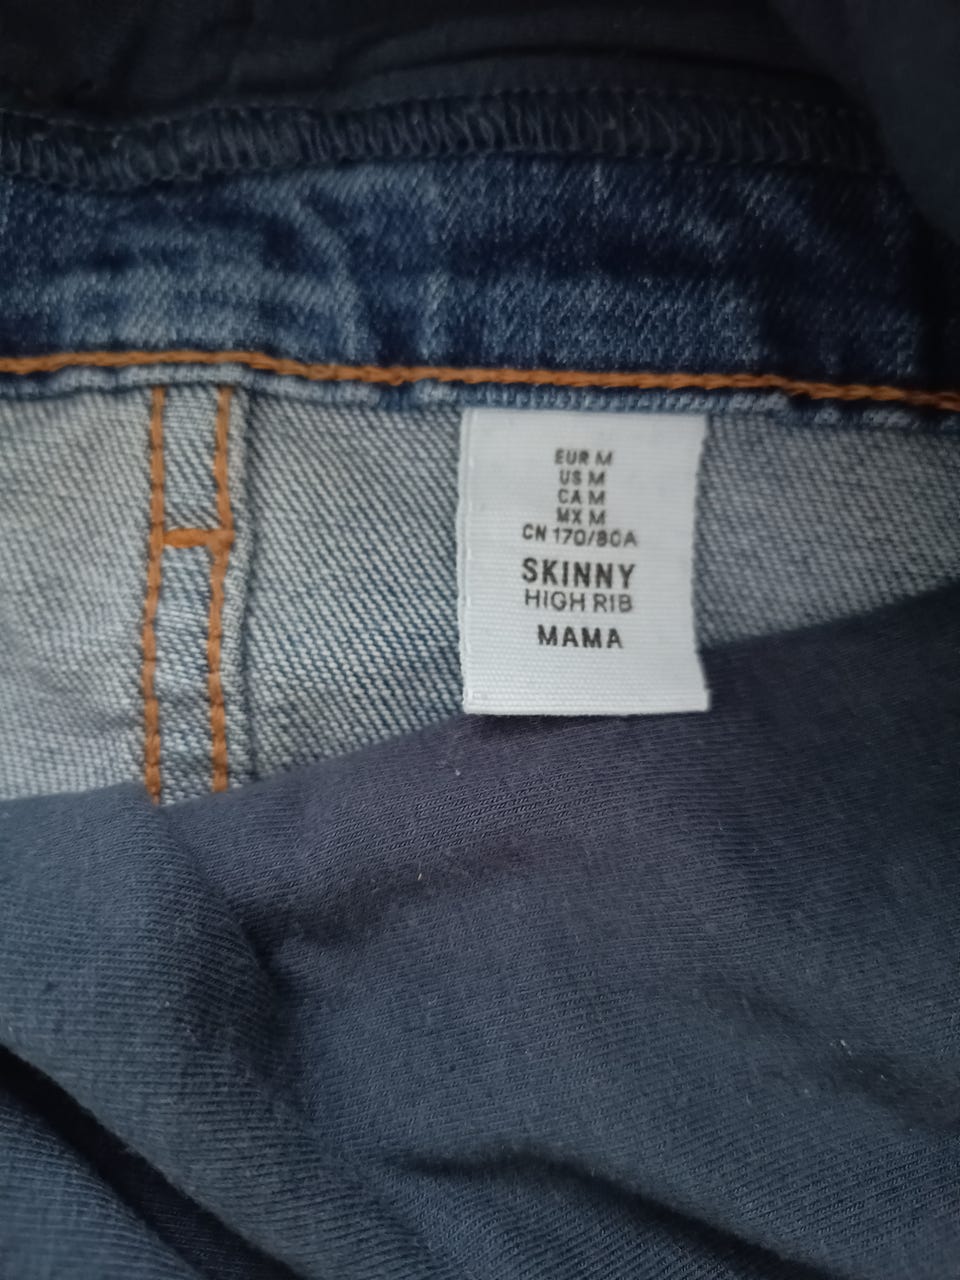 EUR M
US M
CA M
MX M
CN 170/80A
SKINNY
HIGH RIB
MAMA